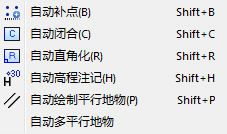 自动补点(B) Shift+B
C 自动闭合(C) Shift+C
R 自动直角化(R) Shift+R
+30 H 自动高程注记(H) Shift+H
自动绘制平行地物(P) Shift+P
自动多平行地物